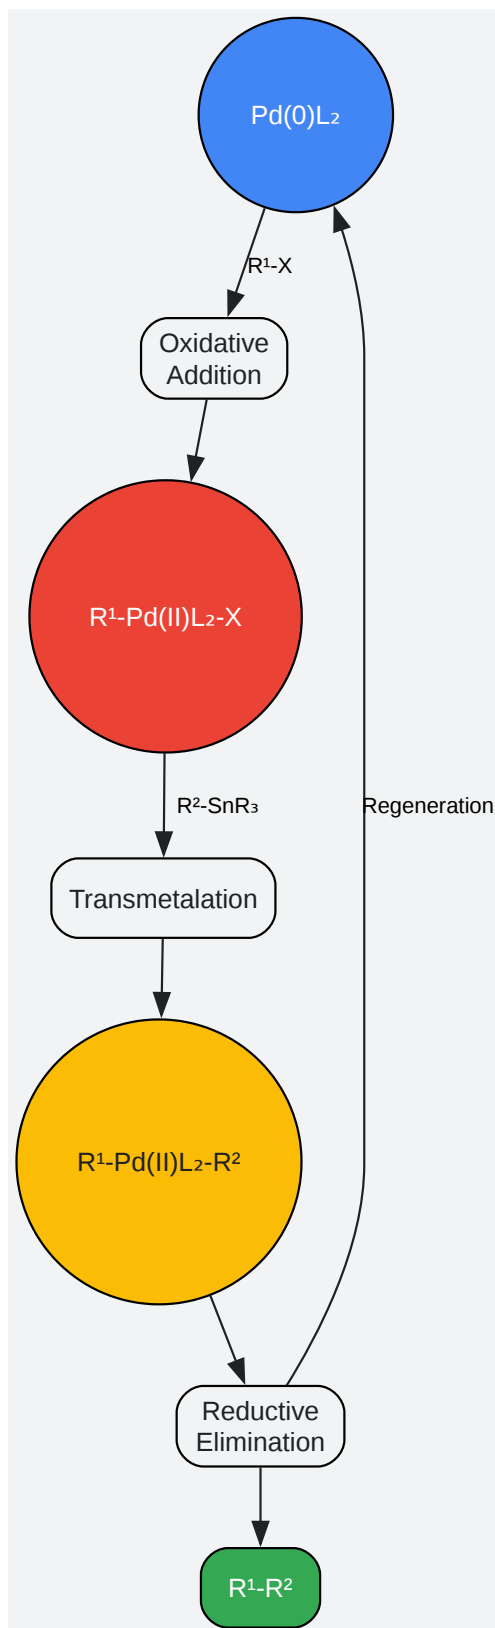 Pd(0)L₂
R¹-X
Oxidative
Addition
R¹-Pd(II)L₂-X
R²-SnR₃
Regeneration
Transmetalation
R¹-Pd(II)L₂-R²
Reductive
Elimination
R¹-R²